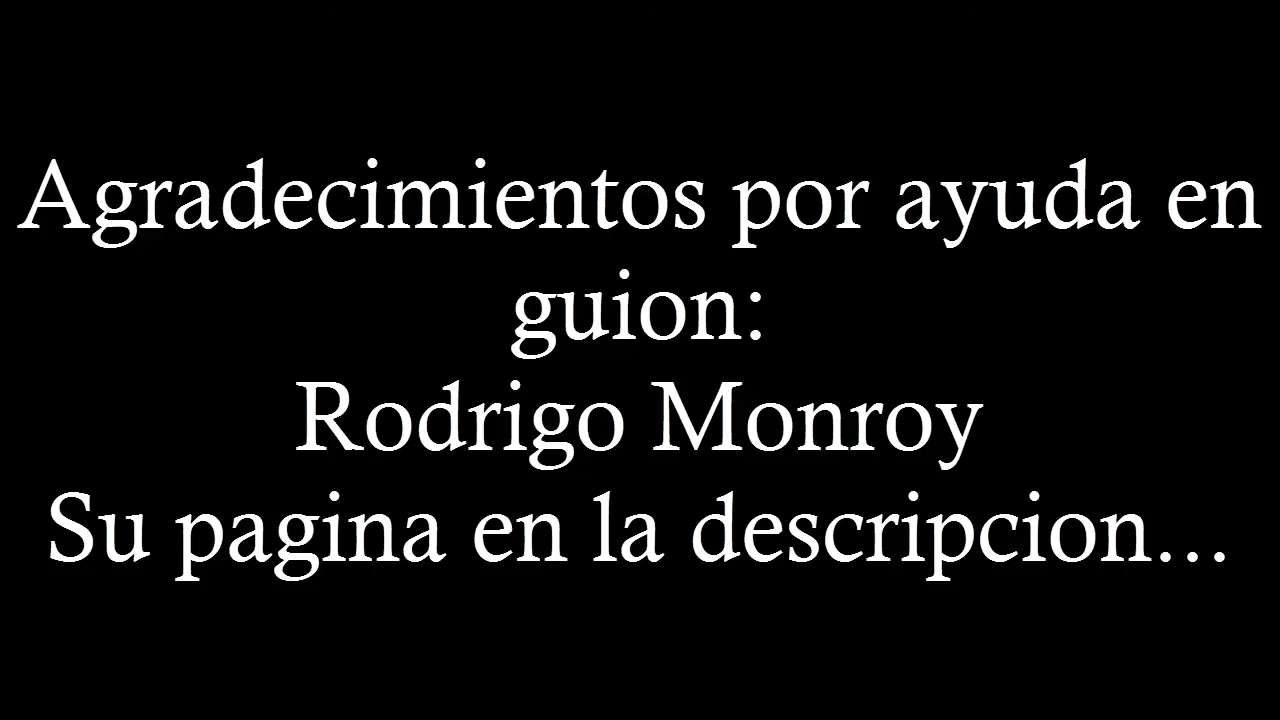 Agradecimientos por ayuda en
guion:
Rodrigo Monroy
Su pagina en la descripcion...